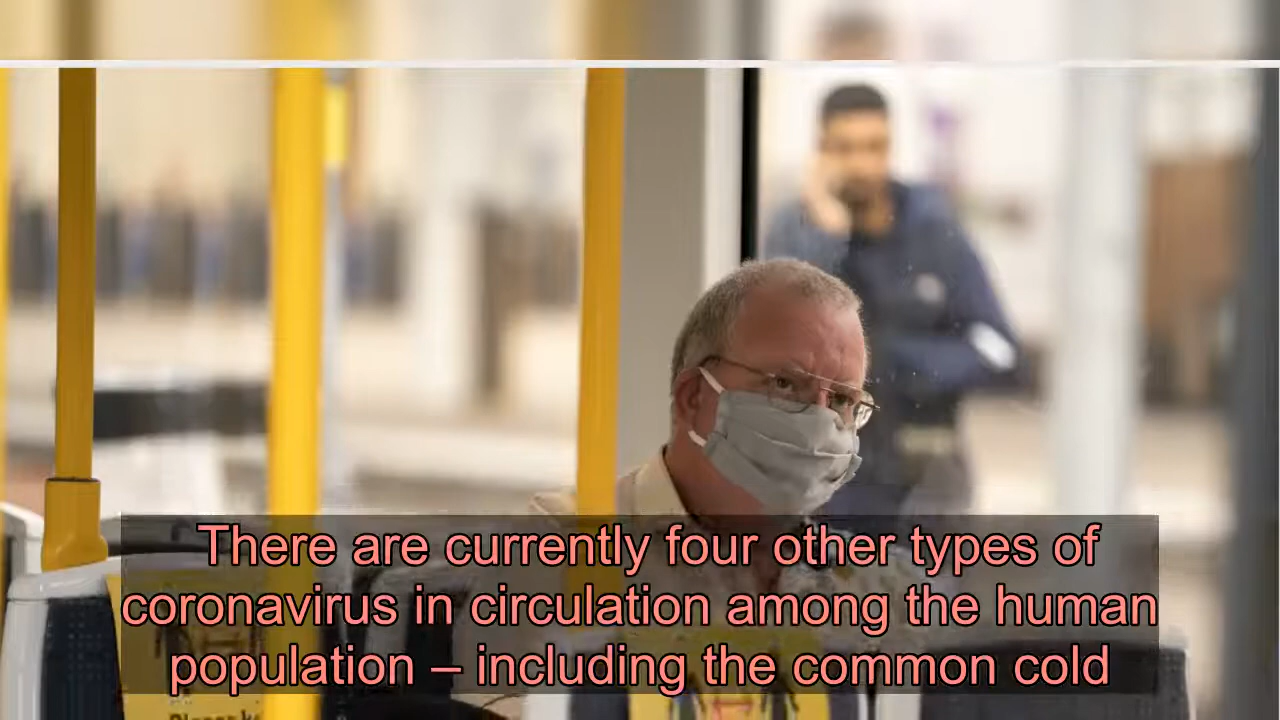 There are currently four other types of
coronavirus in circulation among the human
population – including the common cold